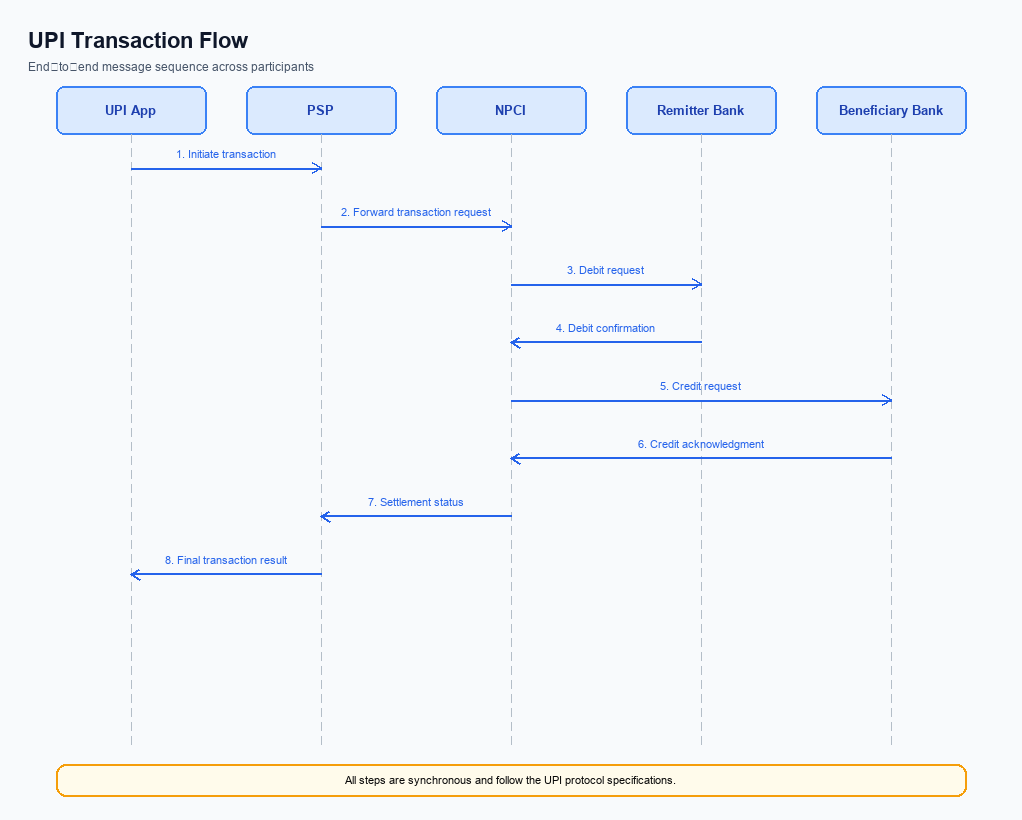 UPI Transaction Flow
End□to□end message sequence across participants
UPI App
PSP
NPCI
Remitter Bank
Beneficiary Bank
1. Initiate transaction
2. Forward transaction request
3. Debit request
4. Debit confirmation
5. Credit request
6. Credit acknowledgment
7. Settlement status
8. Final transaction result
All steps are synchronous and follow the UPI protocol specifications.